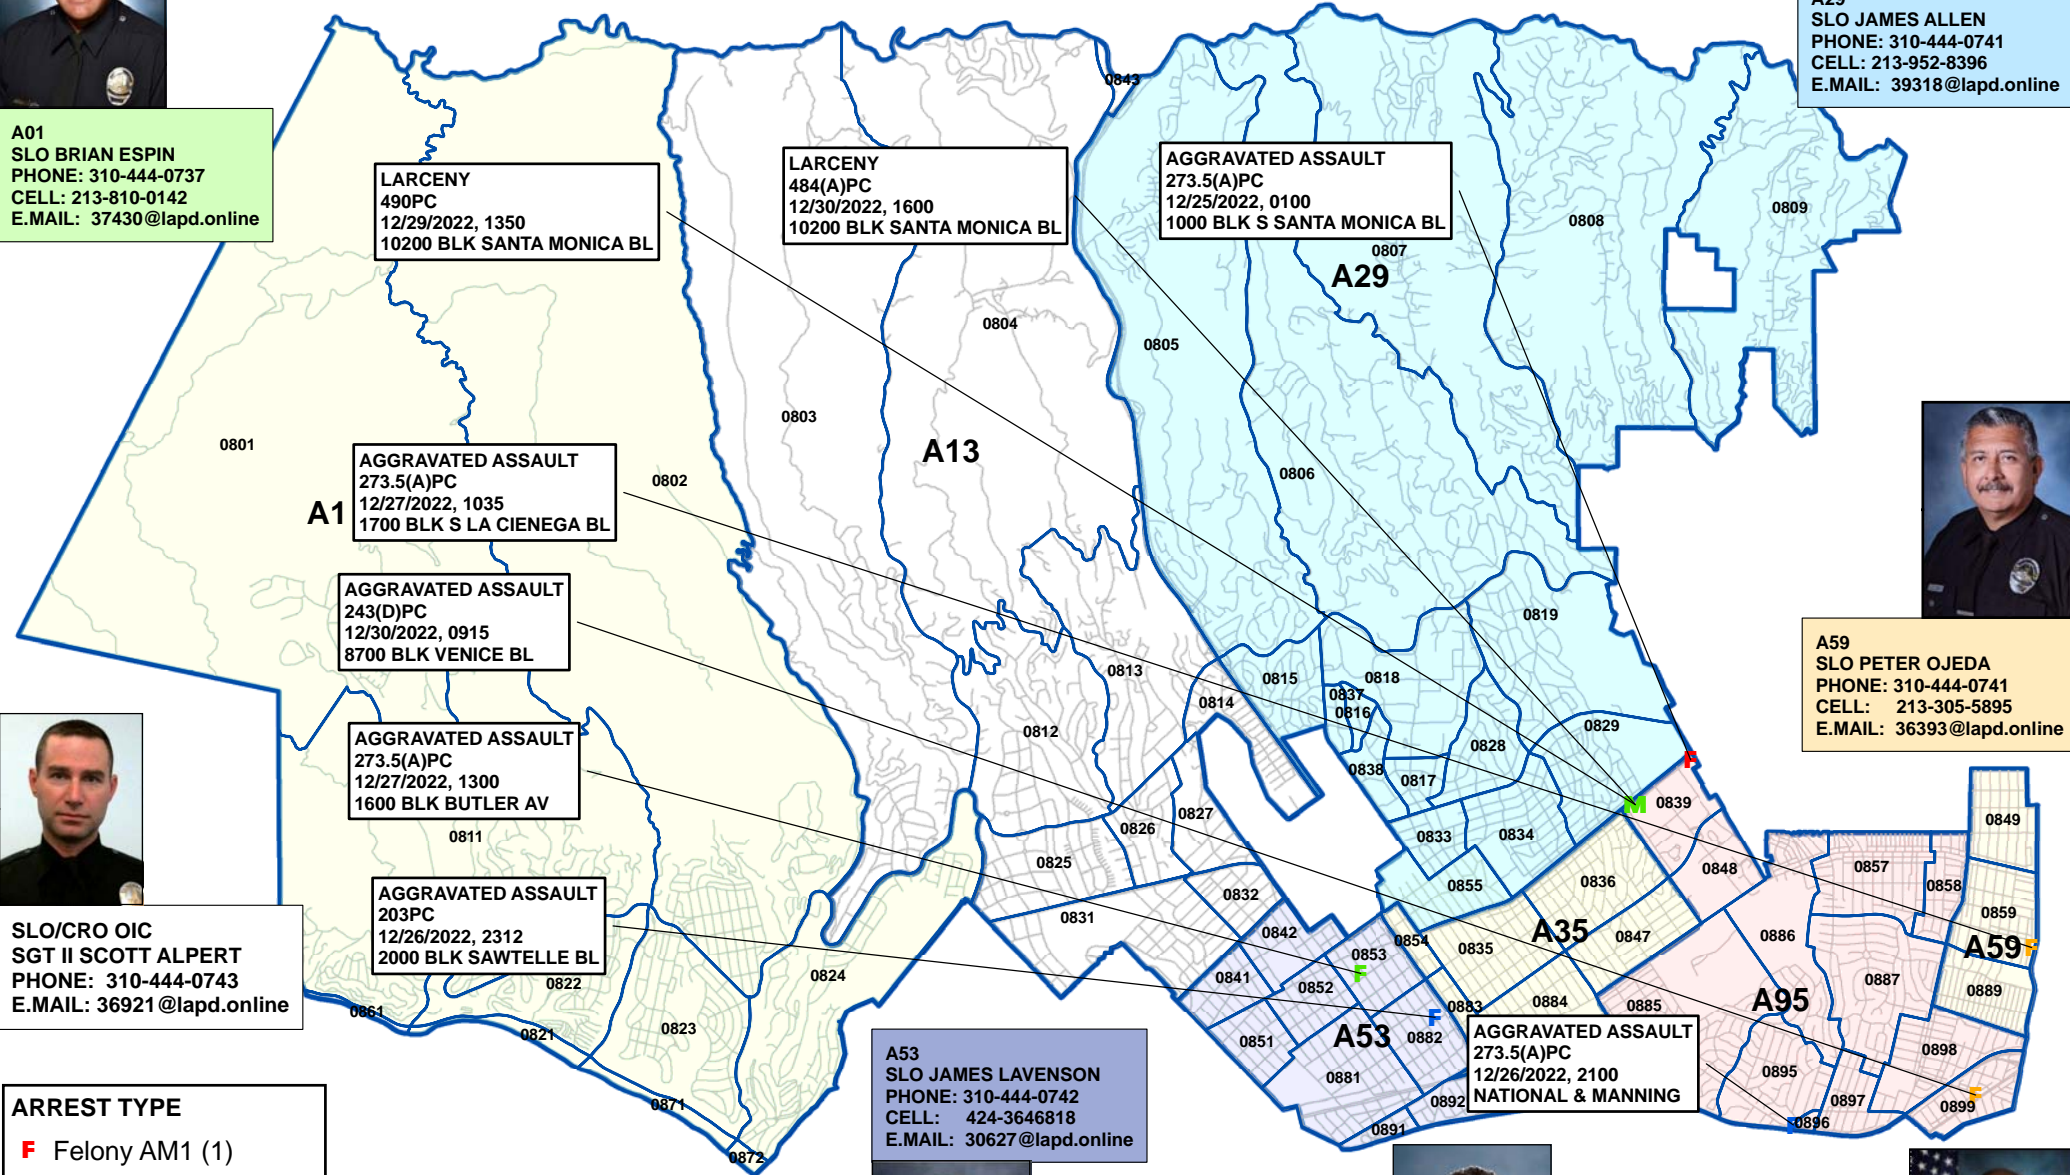 A29
SLO JAMES ALLEN
PHONE: 310-444-0741
CELL: 213-952-8396
E.MAIL: 39318@lapd.online
A01
SLO BRIAN ESPIN
PHONE: 310-444-0737
CELL: 213-810-0142
E.MAIL: 37430@lapd.online
LARCENY
490PC
12/29/2022, 1350
10200 BLK SANTA MONICA BL
LARCENY
484(A)PC
12/30/2022, 1600
10200 BLK SANTA MONICA BL
AGGRAVATED ASSAULT
273.5(A)PC
12/25/2022, 0100
1000 BLK S SANTA MONICA BL
0843
0809
0808
0807
A29
0804
0805
0803
0801
A13
0802
0806
A1
AGGRAVATED ASSAULT
273.5(A)PC
12/27/2022, 1035
1700 BLK S LA CIENEGA BL
AGGRAVATED ASSAULT
243(D)PC
12/30/2022, 0915
8700 BLK VENICE BL
0819
0813
0815
0818
0837
0816
0814
0812
0829
0828
0838
0817
A59
SLO PETER OJEDA
PHONE: 310-444-0741
CELL: 213-305-5895
E.MAIL: 36393@lapd.online
AGGRAVATED ASSAULT
273.5(A)PC
12/27/2022, 1300
1600 BLK BUTLER AV
F
M
0839
0811
0827
0826
0833
0834
0849
0825
0848
0857
0858
0855
0836
0832
0831
0859
AGGRAVATED ASSAULT
203PC
12/26/2022, 2312
2000 BLK SAWTELLE BL
SLO/CRO OIC
SGT II SCOTT ALPERT
PHONE: 310-444-0743
E.MAIL: 36921@lapd.online
0842
0854
0835
A35
0847
0886
A59
F
0853
F
0841
0852
0824
0822
0887
0889
0861
0821
0823
0851
A53
F
0882
0883
0884
0885
A95
0881
0892
0891
AGGRAVATED ASSAULT
273.5(A)PC
12/26/2022, 2100
NATIONAL & MANNING
0898
0895
0897
F
0899
F
0896
A53
SLO JAMES LAVENSON
PHONE: 310-444-0742
CELL: 424-3646818
E.MAIL: 30627@lapd.online
0871
0872
ARREST TYPE
F Felony AM1 (1)